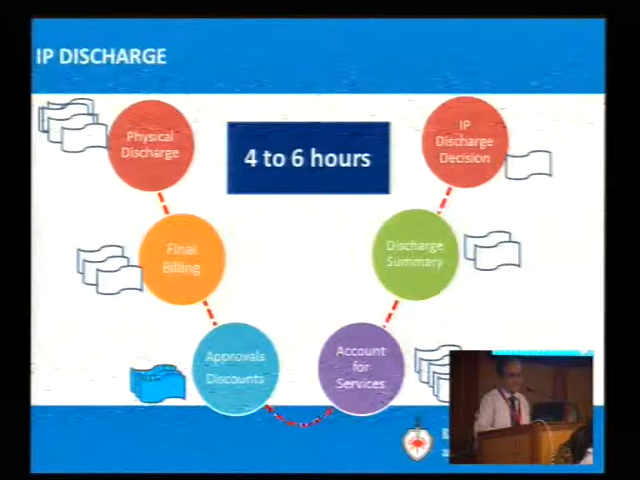 IP DISCHARGE
Physical
Discharge
4 to 6 hours
IP
Discharge
Decision
Final
Billing
Discharge
Summary
Approvals
Discounts
Account
for
Services